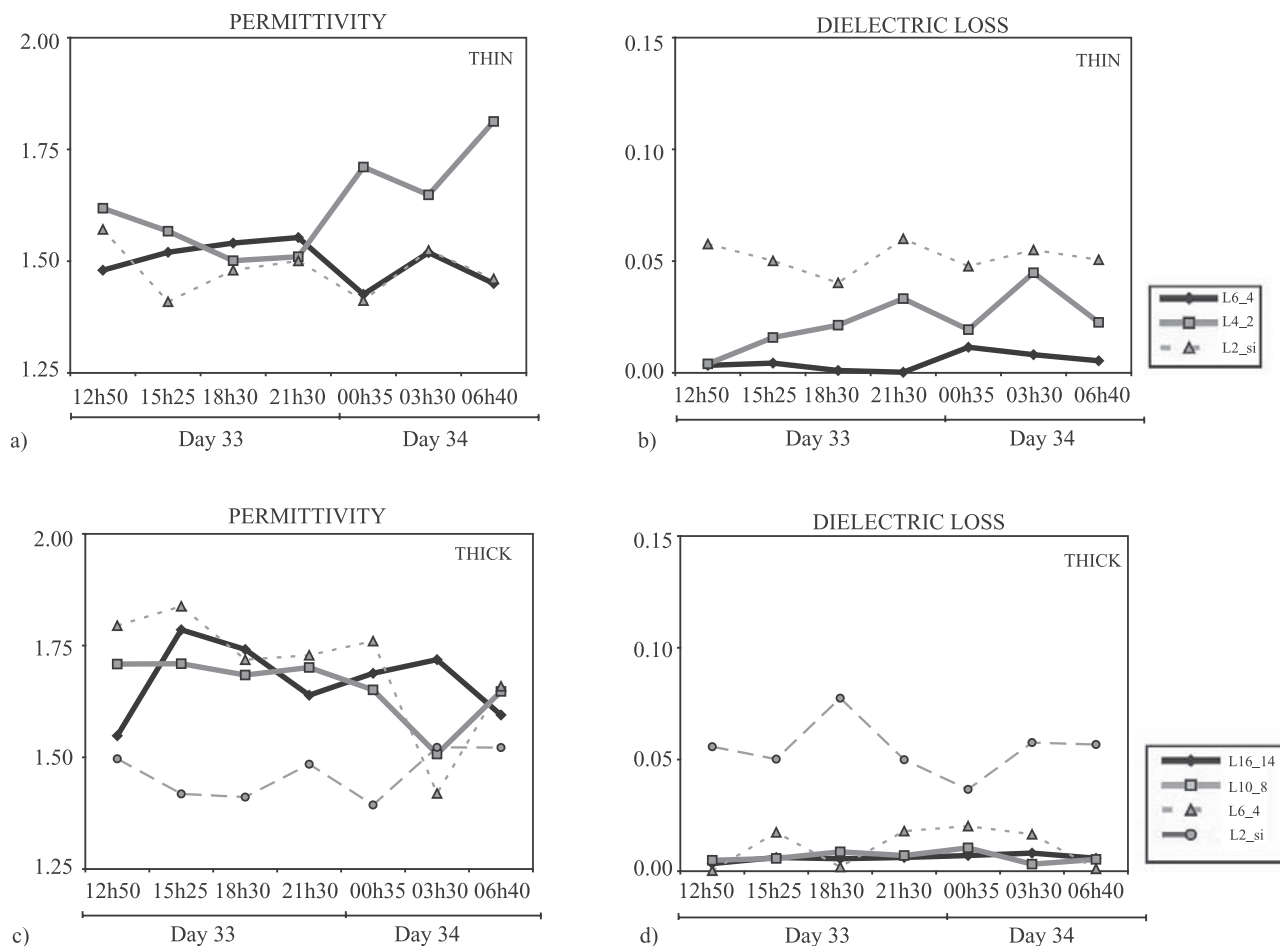 PERMITTIVITY
2.00
THIN
1.75
1.50
1.25
12h50 15h25 18h30 21h30 00h35 03h30 06h40
Day 33 Day 34
a)
DIELECTRIC LOSS
0.15
THIN
0.10
0.05
0.00
12h50 15h25 18h30 21h30 00h35 03h30 06h40
Day 33 Day 34
b)
L6_4
L4_2
L2_si
PERMITTIVITY
2.00
THICK
1.75
1.50
1.25
12h50 15h25 18h30 21h30 00h35 03h30 06h40
Day 33 Day 34
c)
DIELECTRIC LOSS
0.15
THICK
0.10
0.05
0.00
12h50 15h25 18h30 21h30 00h35 03h30 06h40
Day 33 Day 34
d)
L16_14
L10_8
L6_4
L2_si